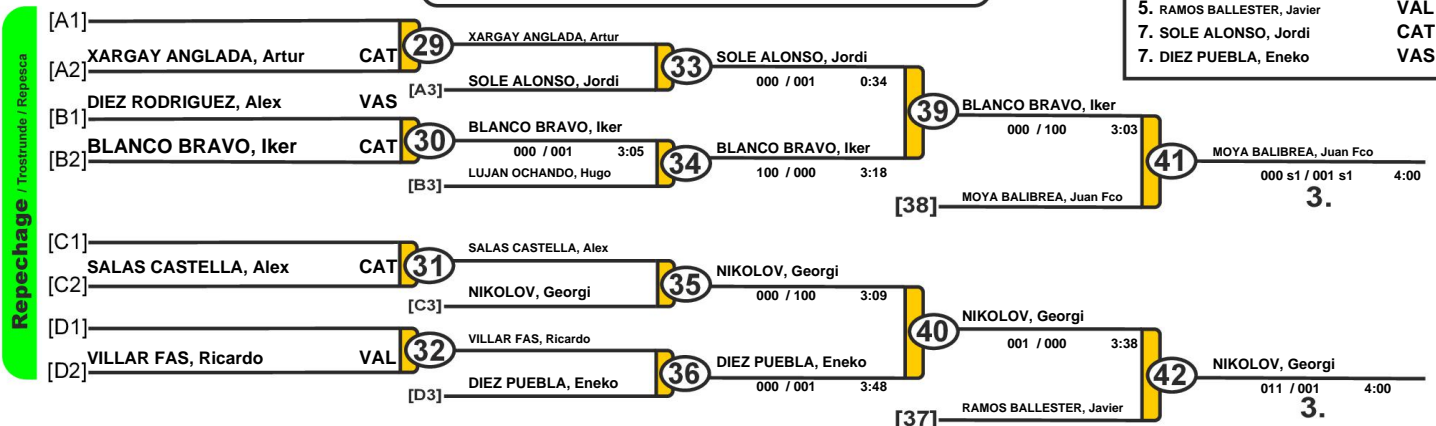 5. RAMOS BALLESTER, Javier VAL
7. SOLE ALONSO, Jordi CAT
7. DIEZ PUEBLA, Eneko VAS
Repechage / Trostrunde / Repesca
[A1]
[A2] XARGAY ANGLADA, Artur CAT
29
XARGAY ANGLADA, Artur
[A3] SOLE ALONSO, Jordi
33
SOLE ALONSO, Jordi
000 / 001 0:34
[B1] DIEZ RODRIGUEZ, Alex VAS
[B2] BLANCO BRAVO, Iker CAT
30
BLANCO BRAVO, Iker
000 / 001 3:05
[B3] LUJAN OCHANDO, Hugo
34
BLANCO BRAVO, Iker
100 / 000 3:18
39
BLANCO BRAVO, Iker
000 / 100 3:03
[38] MOYA BALIBREA, Juan Fco
41
MOYA BALIBREA, Juan Fco
000 s1 / 001 s1 4:00
3.
[C1]
[C2] SALAS CASTELLA, Alex CAT
31
SALAS CASTELLA, Alex
[C3] NIKOLOV, Georgi
35
NIKOLOV, Georgi
000 / 100 3:09
[D1]
[D2] VILLAR FAS, Ricardo VAL
32
VILLAR FAS, Ricardo
[D3] DIEZ PUEBLA, Eneko
36
DIEZ PUEBLA, Eneko
000 / 001 3:48
40
NIKOLOV, Georgi
001 / 000 3:38
[37] RAMOS BALLESTER, Javier
42
NIKOLOV, Georgi
011 / 001 4:00
3.